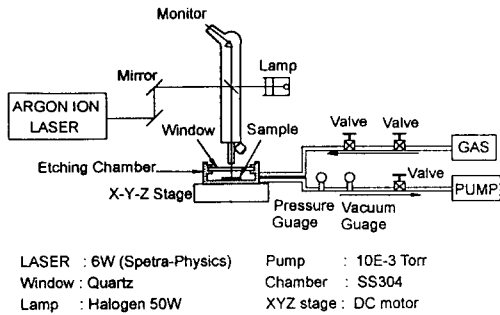 Monitor
Lamp
Mirror
ARGON ION
LASER
Window
Sample
Valve
Valve
GAS
Etching Chamber
X-Y-Z Stage
Valve
PUMP
Pressure
Guage
Vacuum
Guage
LASER : 6W (Spetra-Physics)
Pump : 10E-3 Torr
Window : Quartz
Chamber : SS304
Lamp : Halogen 50W
XYZ stage : DC motor